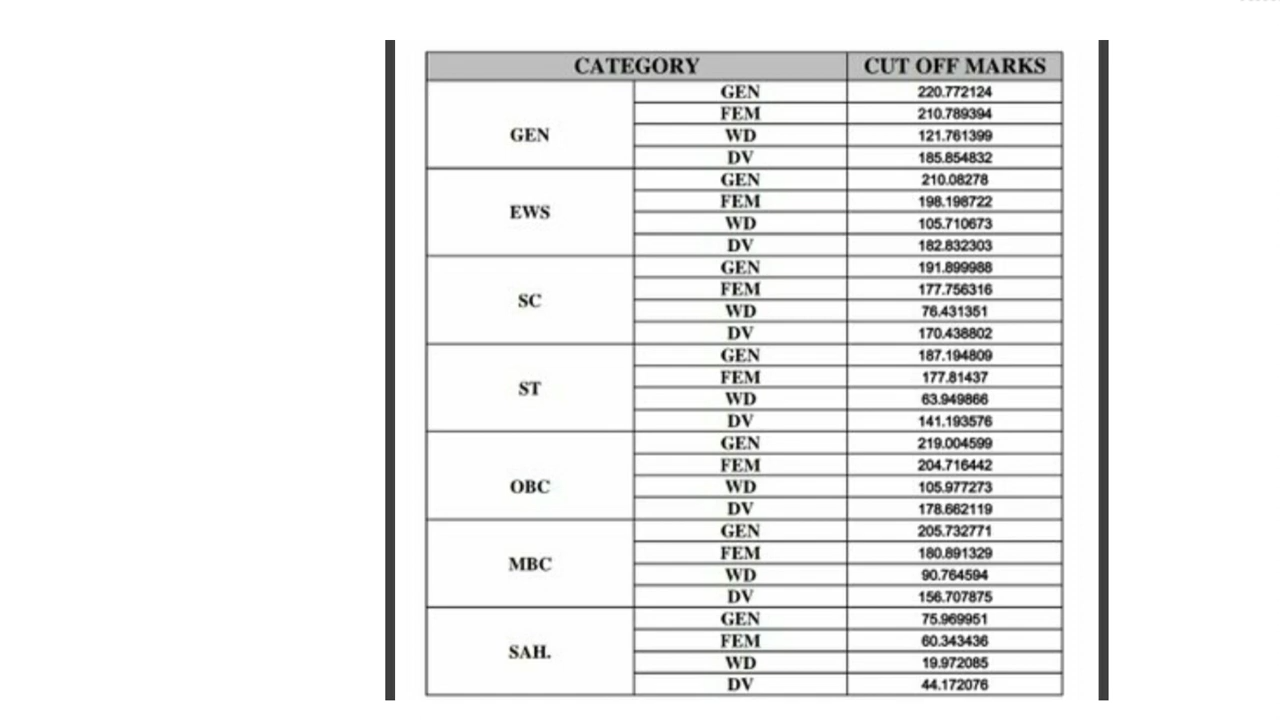 CATEGORY CUT OFF MARKS
GEN GEN 220.772124
FEM 210.789394
WD 121.761399
DV 185.854832
EWS GEN 210.08278
FEM 198.198722
WD 105.710673
DV 182.832303
SC GEN 191.899988
FEM 177.756316
WD 76.431351
DV 170.438802
ST GEN 187.194809
FEM 177.81437
WD 63.949866
DV 141.193576
OBC GEN 219.004599
FEM 204.716442
WD 105.977273
DV 178.662119
MBC GEN 205.732771
FEM 180.891329
WD 90.764594
DV 156.707875
SAH. GEN 75.969951
FEM 60.343436
WD 19.972085
DV 44.172076